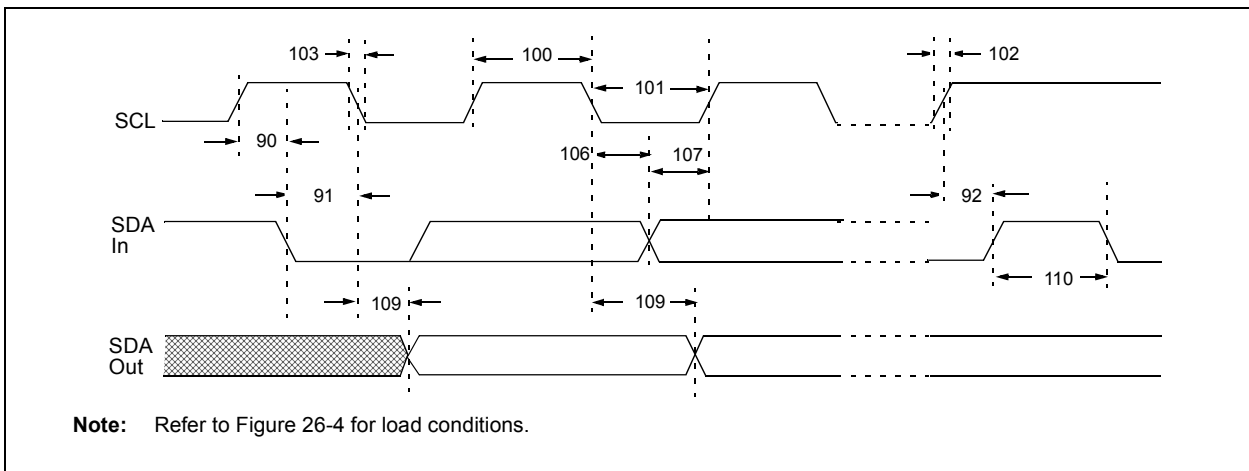 103
100
102
101
SCL
90
106
107
91
92
SDA
In
110
109
109
SDA
Out
Note: Refer to Figure 26-4 for load conditions.